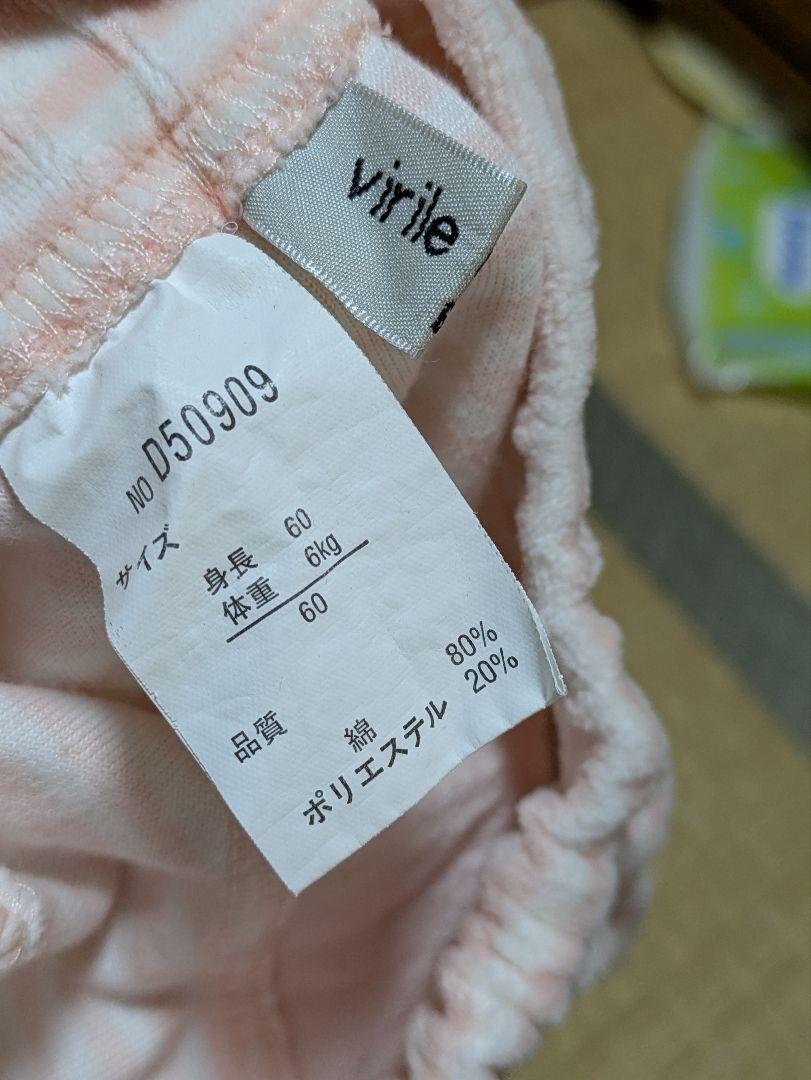 virile
NO D50909
サイズ
身長 60
体重 6kg
60
品質 綿 80%
ポリエステル 20%